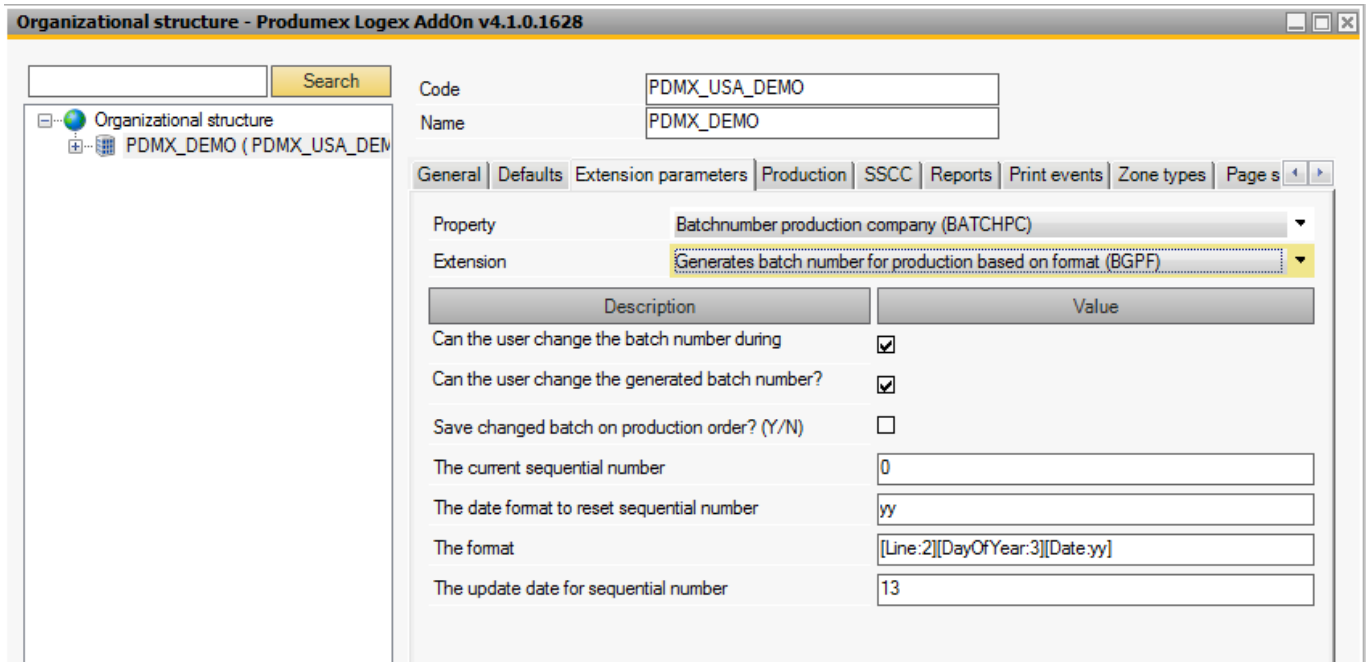 Organizational structure - Produmex Logex AddOn v4.1.0.1628
Search
Organizational structure
PDMX_DEMO ( PDMX_USA_DEM
Code PDMX_USA_DEMO
Name PDMX_DEMO
General Defaults Extension parameters Production SSCC Reports Print events Zone types Page s
Property Batchnumber production company (BATCHPC)
Extension Generates batch number for production based on format (BGPF)
Description Value
Can the user change the batch number during
Can the user change the generated batch number?
Save changed batch on production order? (Y/N)
The current sequential number 0
The date format to reset sequential number yy
The format [Line:2][DayOfYear:3][Date:yy]
The update date for sequential number 13